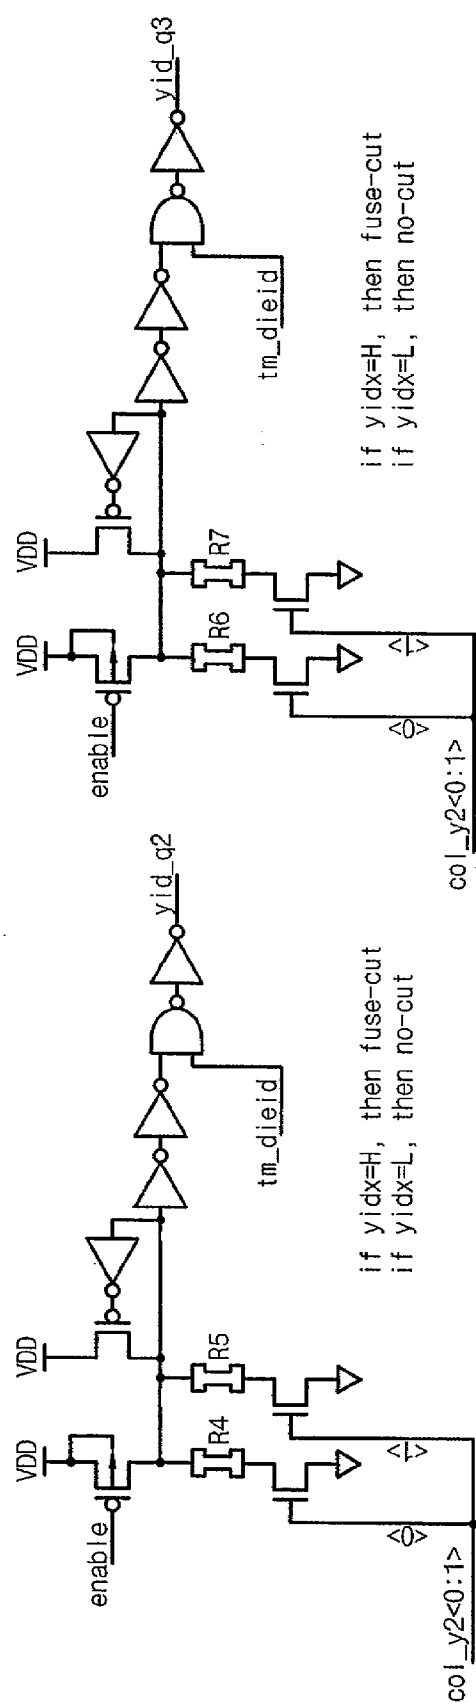 VDD
VDD
enable
R4
R5
<0>
<1>
col_y2<0:1>
tm_dieid
yid_q2
if yidx=H, then fuse-cut
if yidx=L, then no-cut
VDD
VDD
enable
R6
R7
<0>
<1>
col_y2<0:1>
tm_dieid
yid_q3
if yidx=H, then fuse-cut
if yidx=L, then no-cut